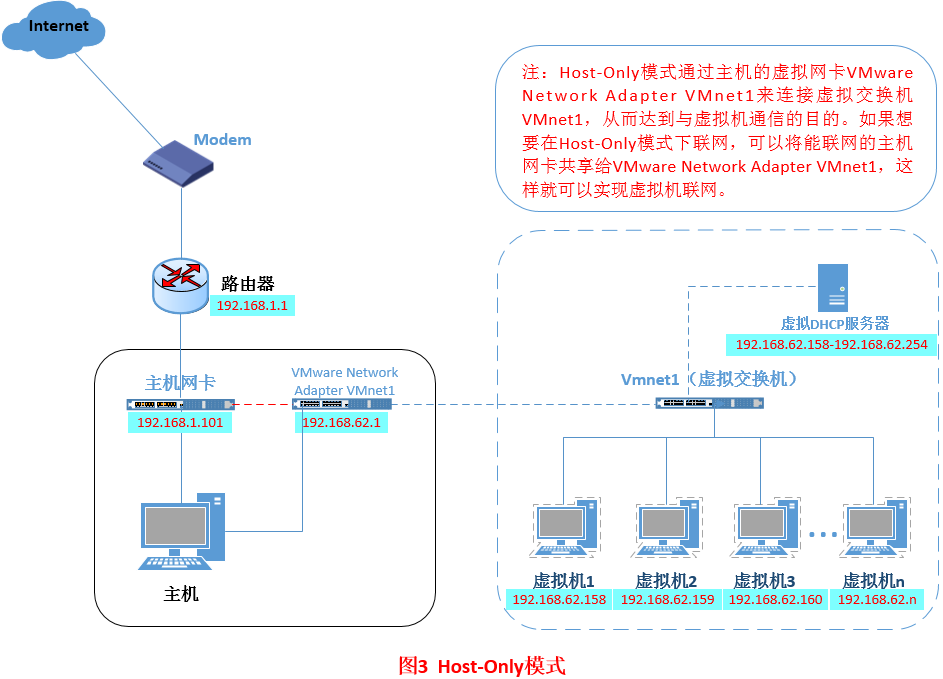 Internet
注：Host-Only模式通过主机的虚拟网卡VMware
Network Adapter VMnet1来连接虚拟交换机
VMnet1，从而达到与虚拟机通信的目的。如果想
要在Host-Only模式下联网，可以将能联网的主机
网卡共享给VMware Network Adapter VMnet1，这
样就可以实现虚拟机联网。
Modem
路由器
192.168.1.1
虚拟DHCP服务器
192.168.62.158-192.168.62.254
主机网卡
192.168.1.101
VMware Network
Adapter VMnet1
192.168.62.1
Vmnet1（虚拟交换机）
主机
虚拟机1
192.168.62.158
虚拟机2
192.168.62.159
虚拟机3
192.168.62.160
虚拟机n
192.168.62.n
图3 Host-Only模式